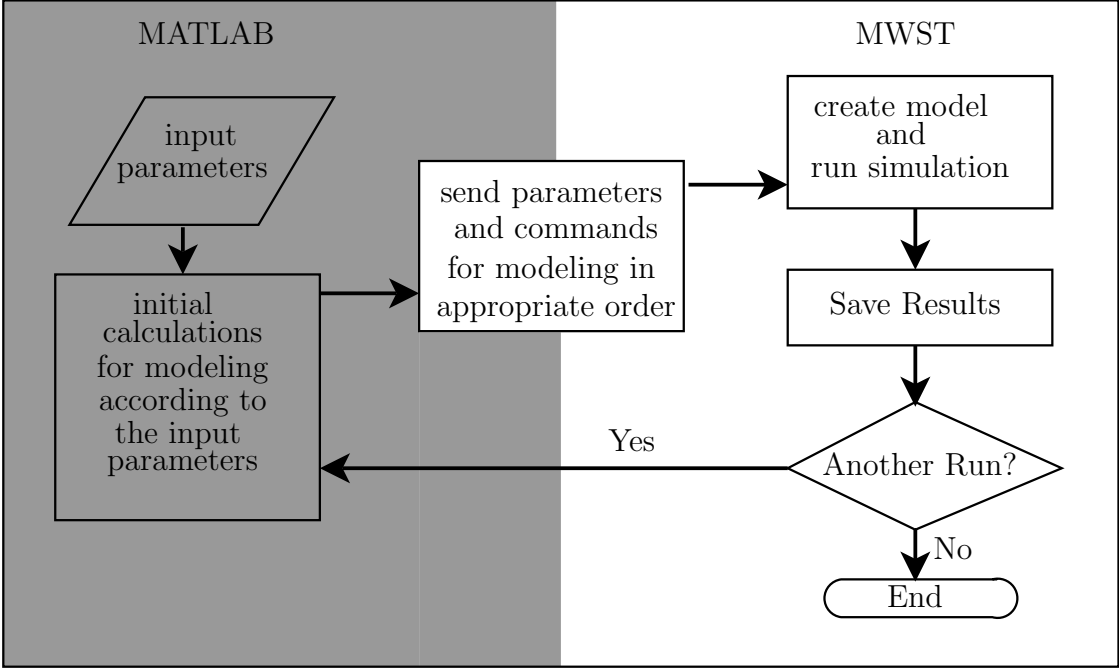 MATLAB
MWST
input
parameters
initial
calculations
for modeling
according to
the input
parameters
send parameters
and commands
for modeling in
appropriate order
create model
and
run simulation
Save Results
Another Run?
Yes
No
End